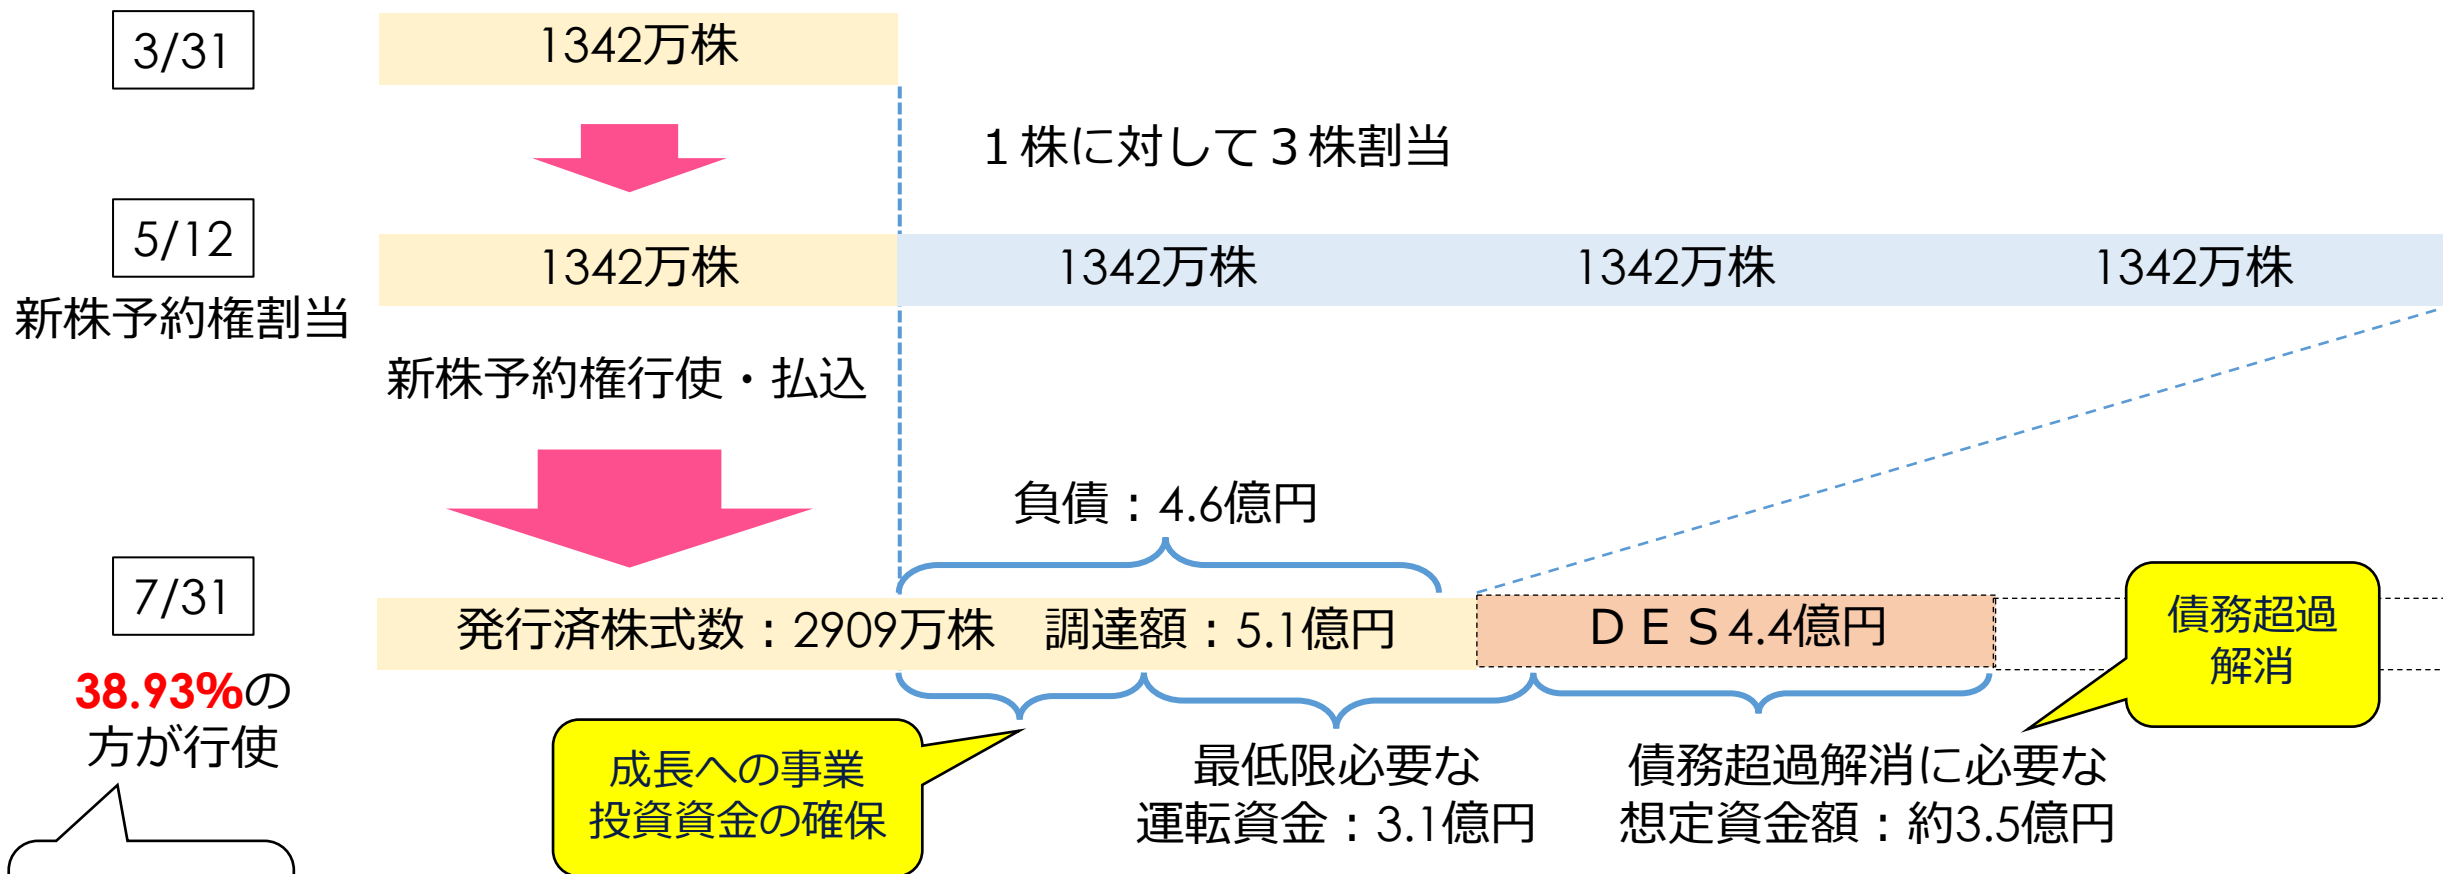 3/31
1342万株
１株に対して３株割当
5/12
新株予約権割当
1342万株
1342万株
1342万株
1342万株
新株予約権行使・払込
負債：4.6億円
7/31
発行済株式数：2909万株　調達額：5.1億円
ＤＥＳ4.4億円
債務超過
解消
38.93%の
方が行使
成長への事業
投資資金の確保
最低限必要な
運転資金：3.1億円
債務超過解消に必要な
想定資金額：約3.5億円